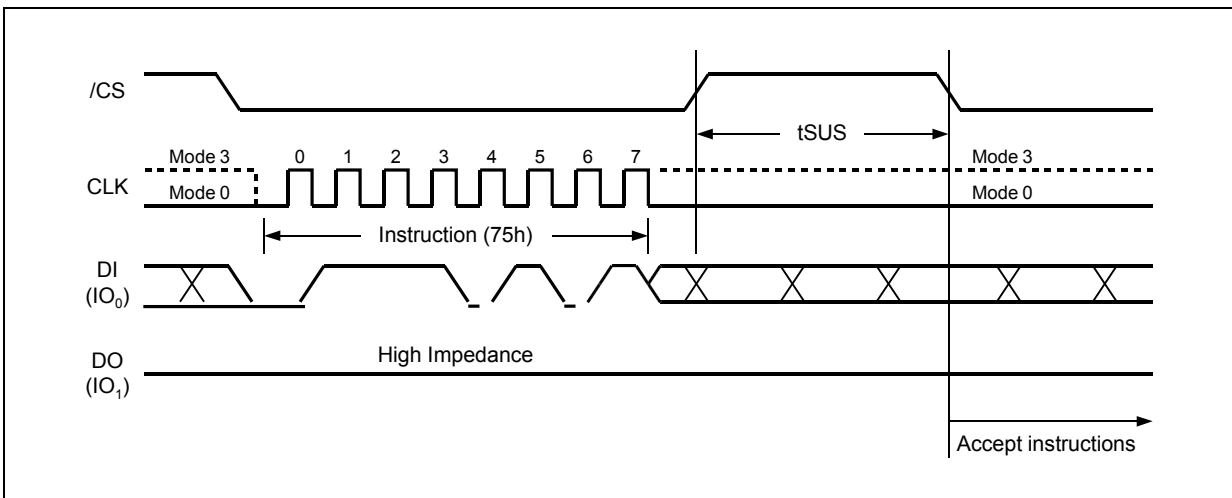 /CS
tSUS
Mode 3 0 1 2 3 4 5 6 7 Mode 3
CLK
Mode 0 Mode 0
Instruction (75h)
DI
(IO₀)
High Impedance
DO
(IO₁)
Accept instructions